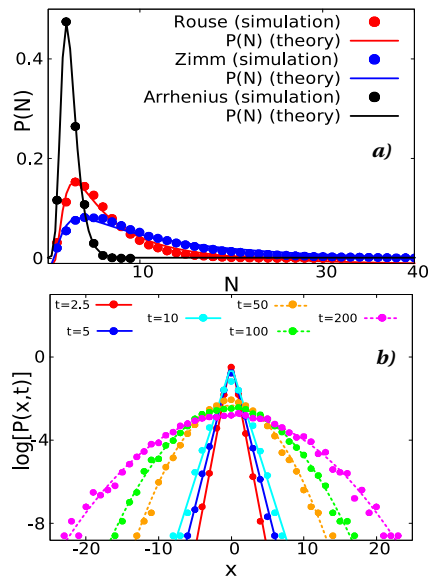 Rouse (simulation)
P(N) (theory)
Zimm (simulation)
P(N) (theory)
Arrhenius (simulation)
P(N) (theory)
a)
P(N)
0.4
0.2
0
10 20 30 40
N
t=2.5 t=10 t=50 t=200
t=5 t=100
b)
log[P(x,t)]
0
-4
-8
-20 -10 0 10 20
x